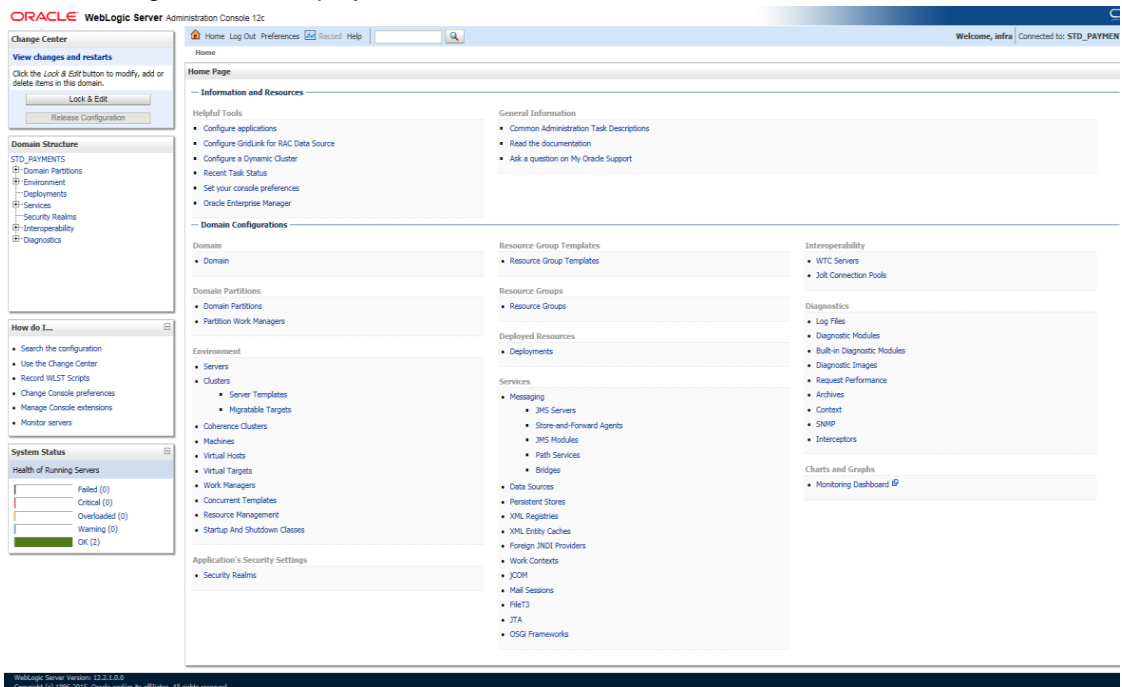 ORACLE WebLogic Server Administration Console 12c
Change Center
View changes and restarts
Click the Lock & Edit button to modify, add or
delete items in this domain.
Lock & Edit
Release Configuration
Domain Structure
STD_PAYMENTS
Domain Partitions
Environment
Deployments
Services
Security Realms
Interoperability
Diagnostics
How do I...
Search the configuration
Use the Change Center
Record WLST Scripts
Change Console preferences
Manage Console extensions
Monitor servers
System Status
Health of Running Servers
Failed (0)
Critical (0)
Overloaded (0)
Warning (0)
OK (2)
Home Log Out Preferences Record Help
Welcome, infra Connected to: STD_PAYMEN
Home
Home Page
Information and Resources
Helpful Tools
Configure applications
Configure GridLink for RAC Data Source
Configure a Dynamic Cluster
Recent Task Status
Set your console preferences
Oracle Enterprise Manager
General Information
Common Administration Task Descriptions
Read the documentation
Ask a question on My Oracle Support
Domain Configurations
Domain
Domain
Domain Partitions
Domain Partitions
Partition Work Managers
Environment
Servers
Clusters
Server Templates
Migratable Targets
Coherence Clusters
Machines
Virtual Hosts
Virtual Targets
Work Managers
Concurrent Templates
Resource Management
Startup And Shutdown Classes
Application's Security Settings
Security Realms
Resource Group Templates
Resource Group Templates
Resource Groups
Resource Groups
Deployed Resources
Deployments
Services
Messaging
JMS Servers
Store-and-Forward Agents
JMS Modules
Path Services
Bridges
Data Sources
Persistent Stores
XML Registries
XML Entity Caches
Foreign JNDI Providers
Work Contexts
jCOM
Mail Sessions
FileT3
JTA
OSGi Frameworks
Interoperability
WTC Servers
Jolt Connection Pools
Diagnostics
Log Files
Diagnostic Modules
Built-in Diagnostic Modules
Diagnostic Images
Request Performance
Archives
Context
SNMP
Interceptors
Charts and Graphs
Monitoring Dashboard
WebLogic Server Version: 12.2.1.0.0